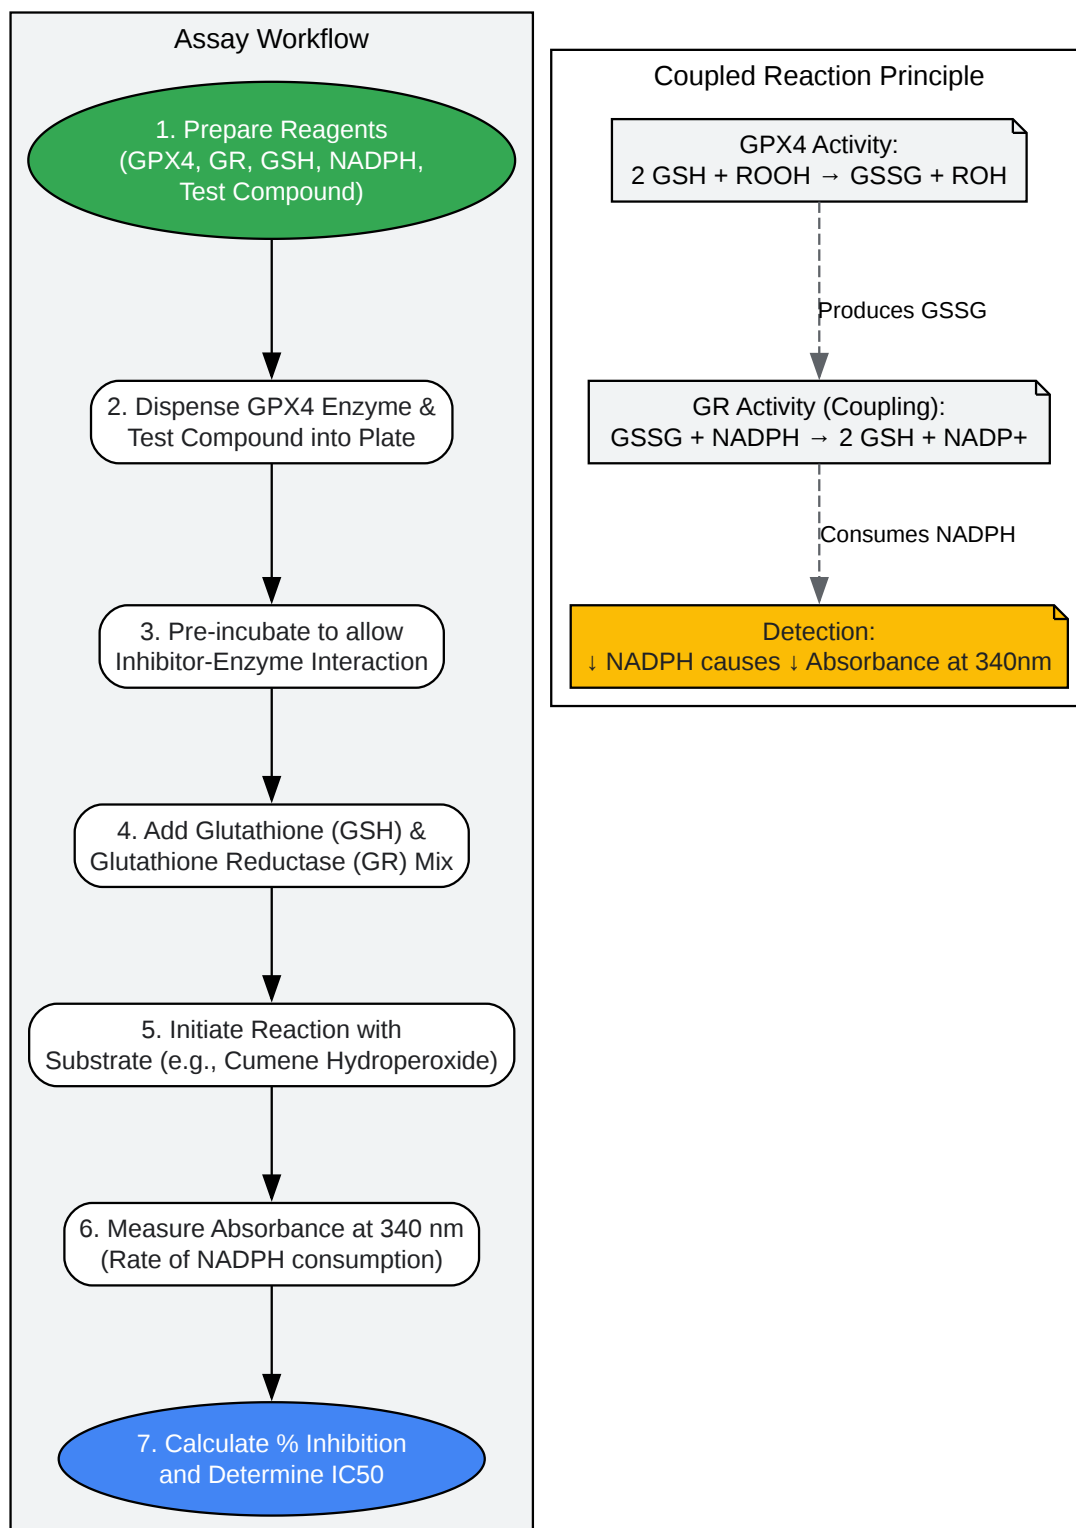 Assay Workflow
1. Prepare Reagents
(GPX4, GR, GSH, NADPH,
Test Compound)
2. Dispense GPX4 Enzyme &
Test Compound into Plate
3. Pre-incubate to allow
Inhibitor-Enzyme Interaction
4. Add Glutathione (GSH) &
Glutathione Reductase (GR) Mix
5. Initiate Reaction with
Substrate (e.g., Cumene Hydroperoxide)
6. Measure Absorbance at 340 nm
(Rate of NADPH consumption)
7. Calculate % Inhibition
and Determine IC50
Coupled Reaction Principle
GPX4 Activity:
2 GSH + ROOH → GSSG + ROH
Produces GSSG
GR Activity (Coupling):
GSSG + NADPH → 2 GSH + NADP+
Consumes NADPH
Detection:
↓ NADPH causes ↓ Absorbance at 340nm